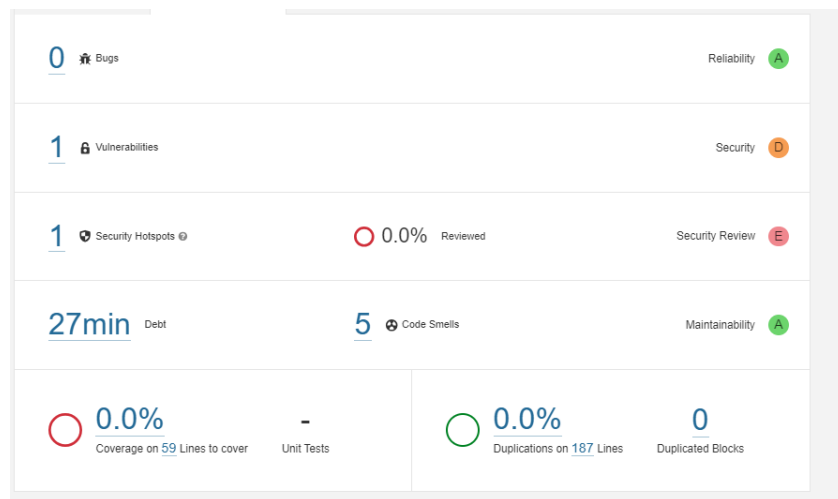 0 Bugs Reliability A
1 Vulnerabilities Security D
1 Security Hotspots ? 0.0% Reviewed Security Review E
27min Debt 5 Code Smells Maintainability A
0.0% - 0.0% 0
Coverage on 59 Lines to cover Unit Tests Duplications on 187 Lines Duplicated Blocks